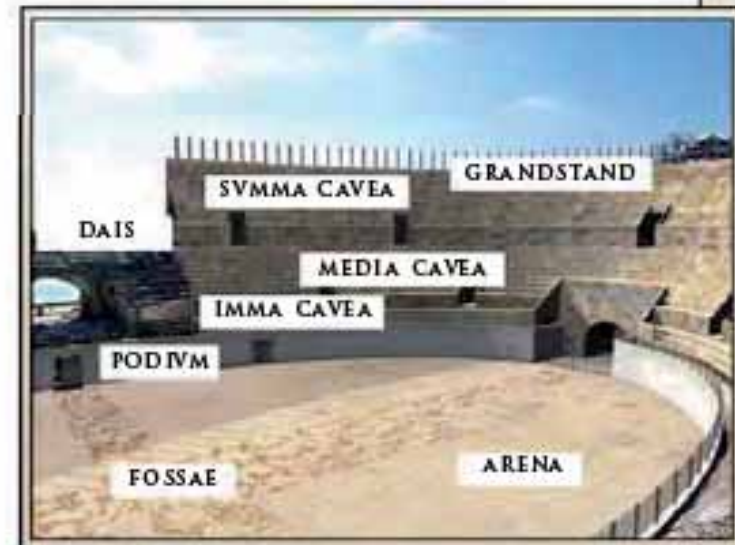 GRANDSTAND
SVMMA CAVEA
DAIS
MEDIA CAVEA
IMMA CAVEA
PODIVM
FOSSAE
ARENA